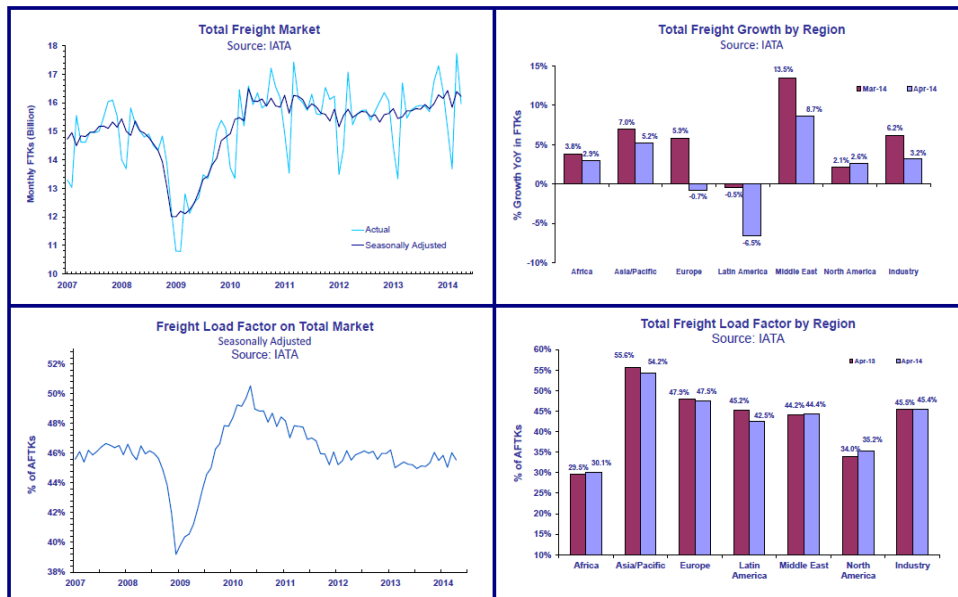 Total Freight Market
Source: IATA
Monthly FTKs (Billion)
18
17
16
15
14
13
12
11
10
Actual
Seasonally Adjusted
2007 2008 2009 2010 2011 2012 2013 2014
Total Freight Growth by Region
Source: IATA
% Growth YoY in FTKs
15%
10%
5%
0%
-5%
-10%
Mar-14 Apr-14
3.8% 2.9% 7.0% 5.2% 5.9% -0.7% -0.5% -6.5% 13.5% 8.7% 2.1% 2.6% 6.2% 3.2%
Africa Asia/Pacific Europe Latin America Middle East North America Industry
Freight Load Factor on Total Market
Seasonally Adjusted
Source: IATA
% of AFTKs
52%
50%
48%
46%
44%
42%
40%
38%
2007 2008 2009 2010 2011 2012 2013 2014
Total Freight Load Factor by Region
Source: IATA
% of AFTKs
60%
55%
50%
45%
40%
35%
30%
25%
20%
15%
10%
Apr-13 Apr-14
29.5% 30.1% 55.6% 54.2% 47.9% 47.5% 45.2% 42.5% 44.2% 44.4% 34.0% 35.2% 45.5% 45.4%
Africa Asia/Pacific Europe Latin America Middle East North America Industry